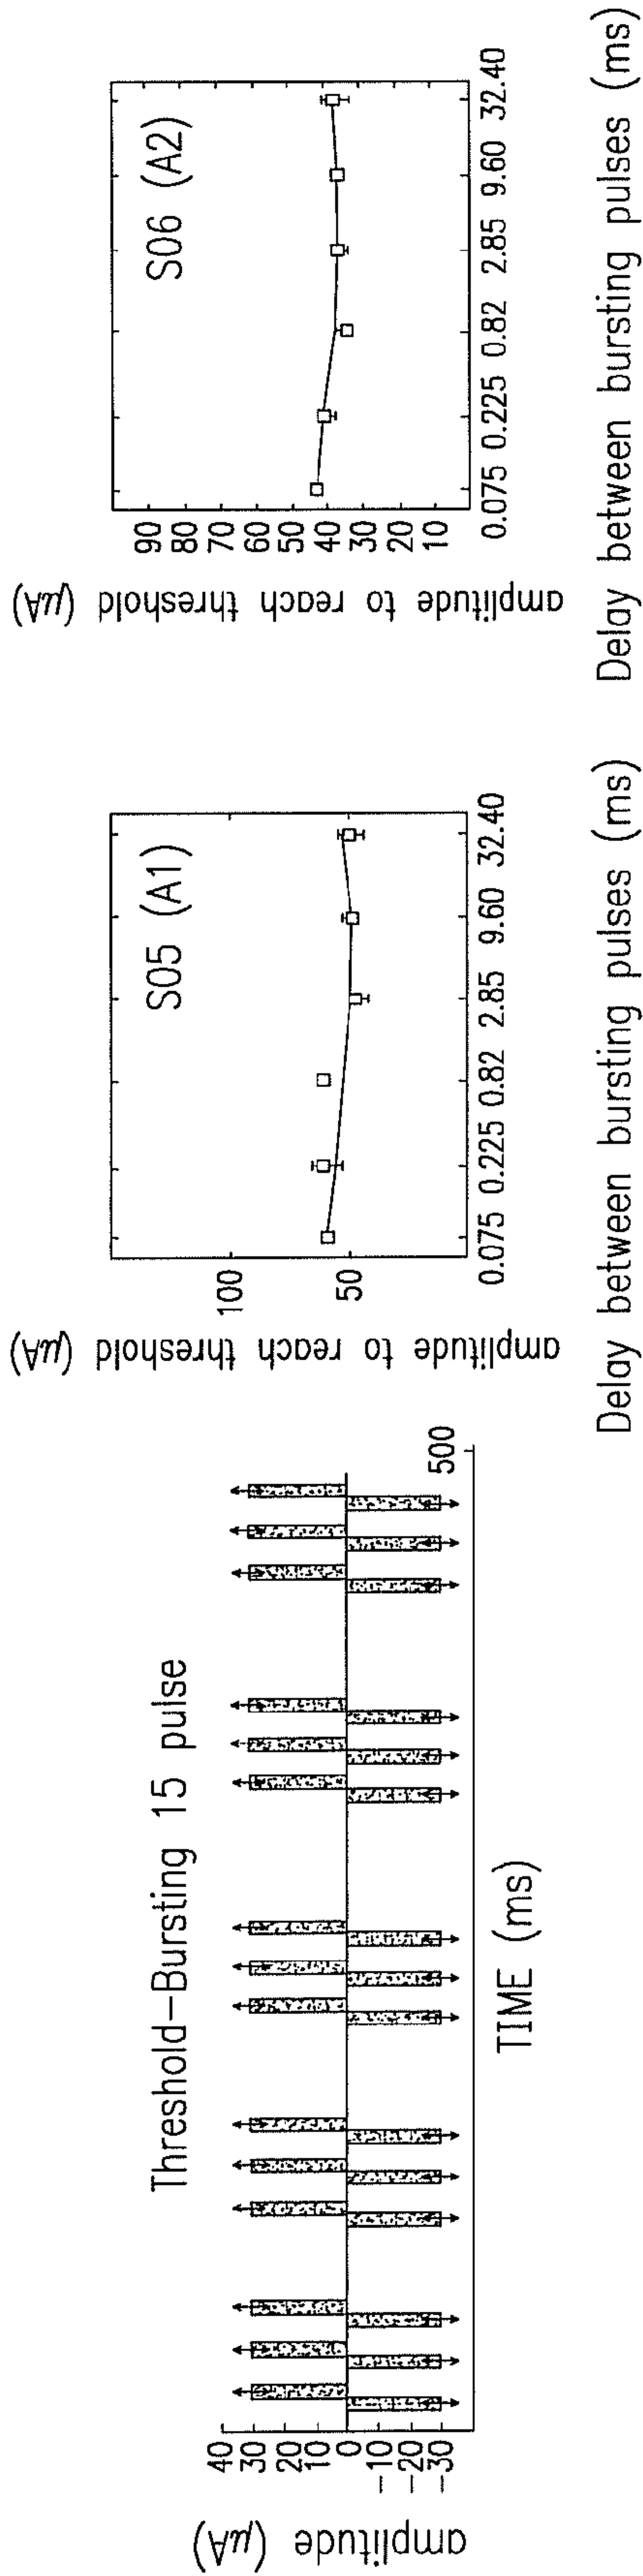 Threshold-Bursting 15 pulse
amplitude (µA)
40
30
20
10
0
-10
-20
-30
500
TIME (ms)
S05 (A1)
amplitude to reach threshold (µA)
100
50
0.075 0.225 0.82 2.85 9.60 32.40
Delay between bursting pulses (ms)
S06 (A2)
amplitude to reach threshold (µA)
90
80
70
60
50
40
30
20
10
0.075 0.225 0.82 2.85 9.60 32.40
Delay between bursting pulses (ms)